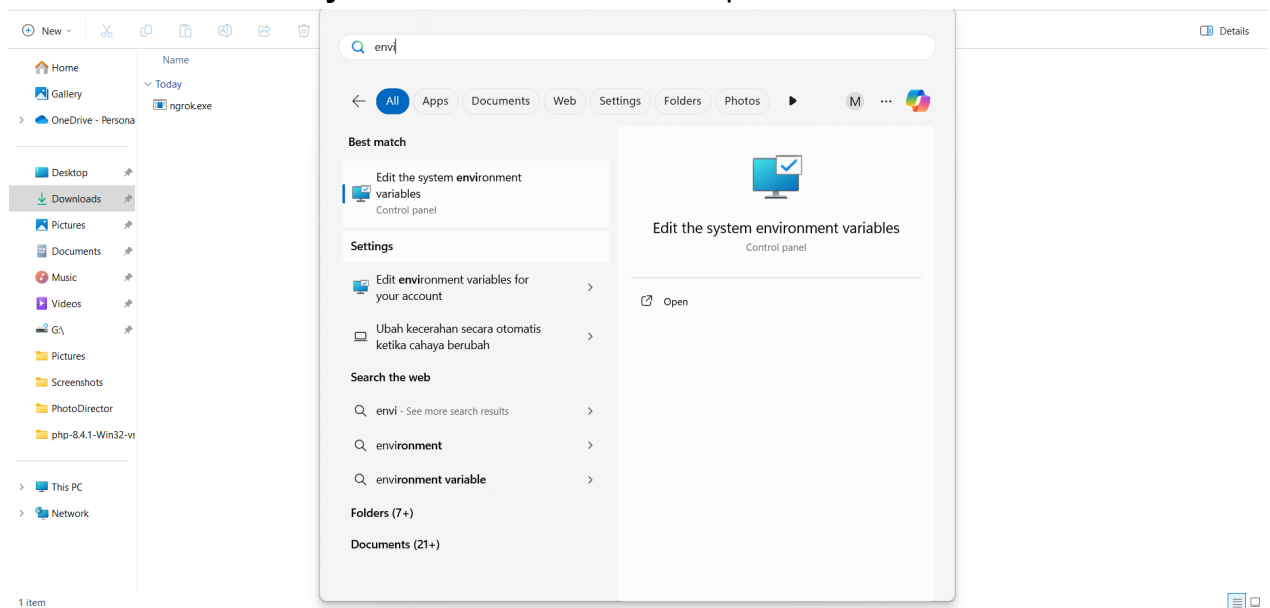 New
Details
Home
Gallery
OneDrive - Persona
Desktop
Downloads
Pictures
Documents
Music
Videos
G:\
Pictures
Screenshots
PhotoDirector
php-8.4.1-Win32-vs
This PC
Network
1 item
Name
Today
ngrok.exe
envi
All Apps Documents Web Settings Folders Photos M
Best match
Edit the system environment
variables
Control panel
Settings
Edit environment variables for
your account
Ubah kecerahan secara otomatis
ketika cahaya berubah
Search the web
envi - See more search results
environment
environment variable
Folders (7+)
Documents (21+)
Edit the system environment variables
Control panel
Open